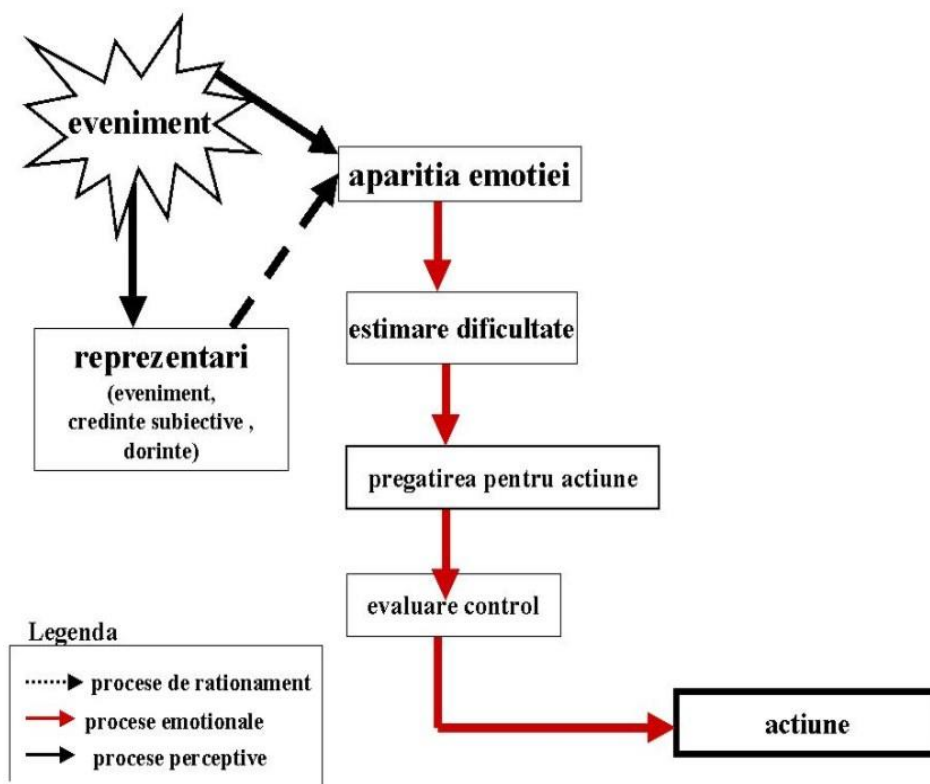 eveniment
aparitia emotiei
estimare dificultate
reprezentari
(eveniment,
credinte subiective ,
dorinte)
pregatirea pentru actiune
evaluare control
actiune
Legenda
procese de rationament
procese emotionale
procese perceptive